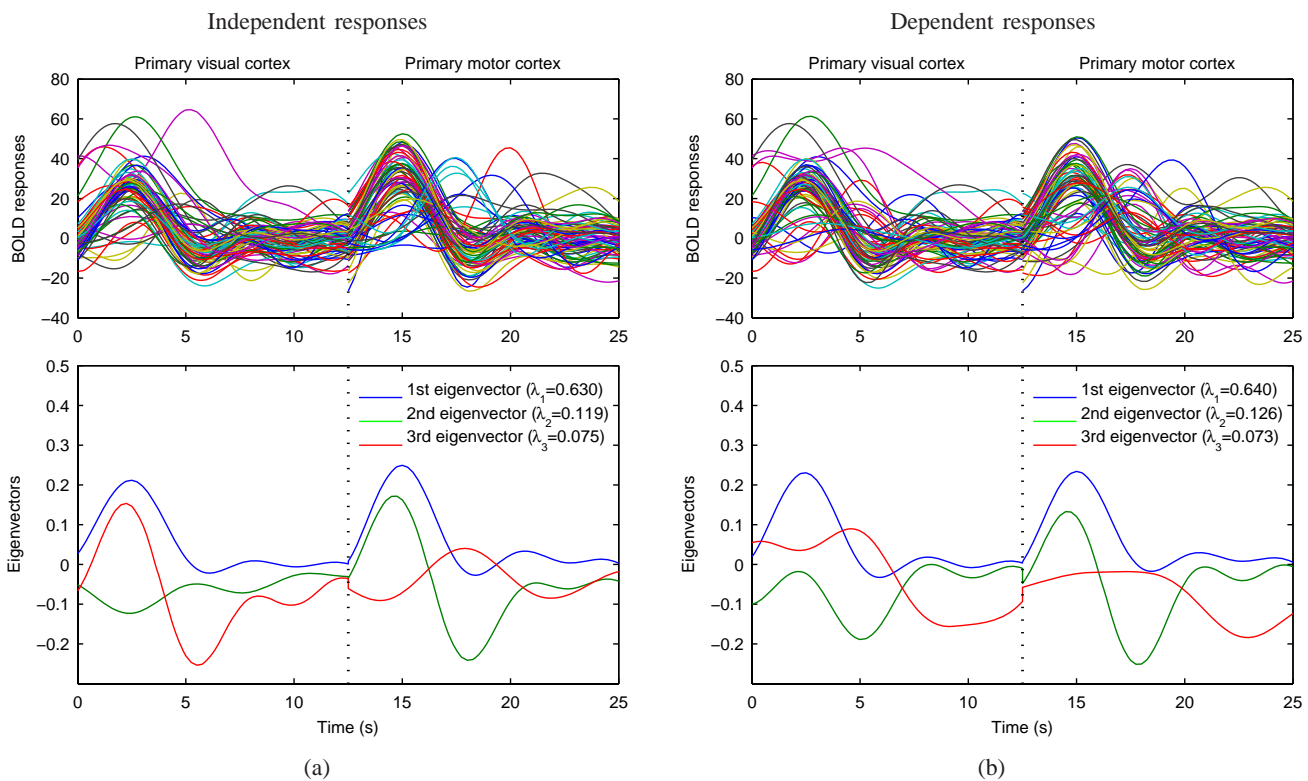 Independent responses
Primary visual cortex Primary motor cortex
80
60
40
20
0
−20
−40
BOLD responses
0 5 10 15 20 25
0.5
0.4
0.3
0.2
0.1
0
−0.1
−0.2
Eigenvectors
1st eigenvector (λ_1=0.630)
2nd eigenvector (λ_2=0.119)
3rd eigenvector (λ_3=0.075)
0 5 10 15 20 25
Time (s)
(a)
Dependent responses
Primary visual cortex Primary motor cortex
80
60
40
20
0
−20
−40
BOLD responses
0 5 10 15 20 25
0.5
0.4
0.3
0.2
0.1
0
−0.1
−0.2
Eigenvectors
1st eigenvector (λ_1=0.640)
2nd eigenvector (λ_2=0.126)
3rd eigenvector (λ_3=0.073)
0 5 10 15 20 25
Time (s)
(b)